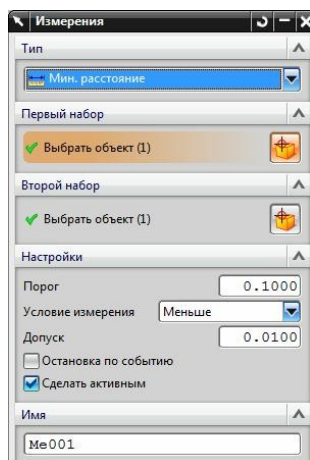 Измерения
Тип
Мин. расстояние
Первый набор
Выбрать объект (1)
Второй набор
Выбрать объект (1)
Настройки
Порог 0.1000
Условие измерения Меньше
Допуск 0.0100
Остановка по событию
Сделать активным
Имя
Me001